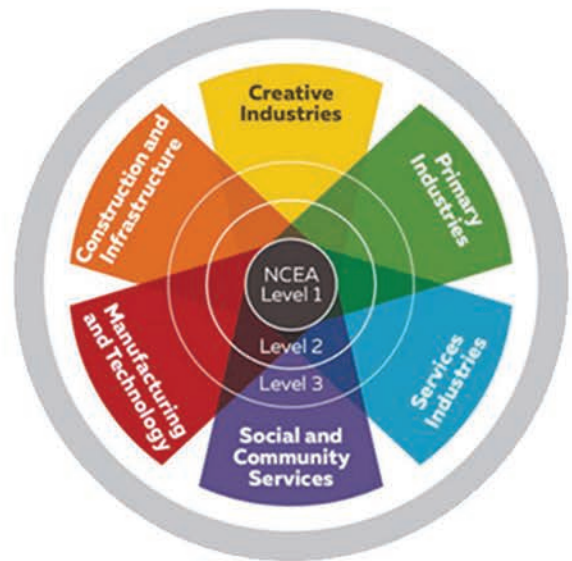 Creative
Industries
Primary
Industries
Services
Industries
Social and
Community
Services
Manufacturing
and Technology
Construction and
Infrastructure
NCEA
Level 1
Level 2
Level 3